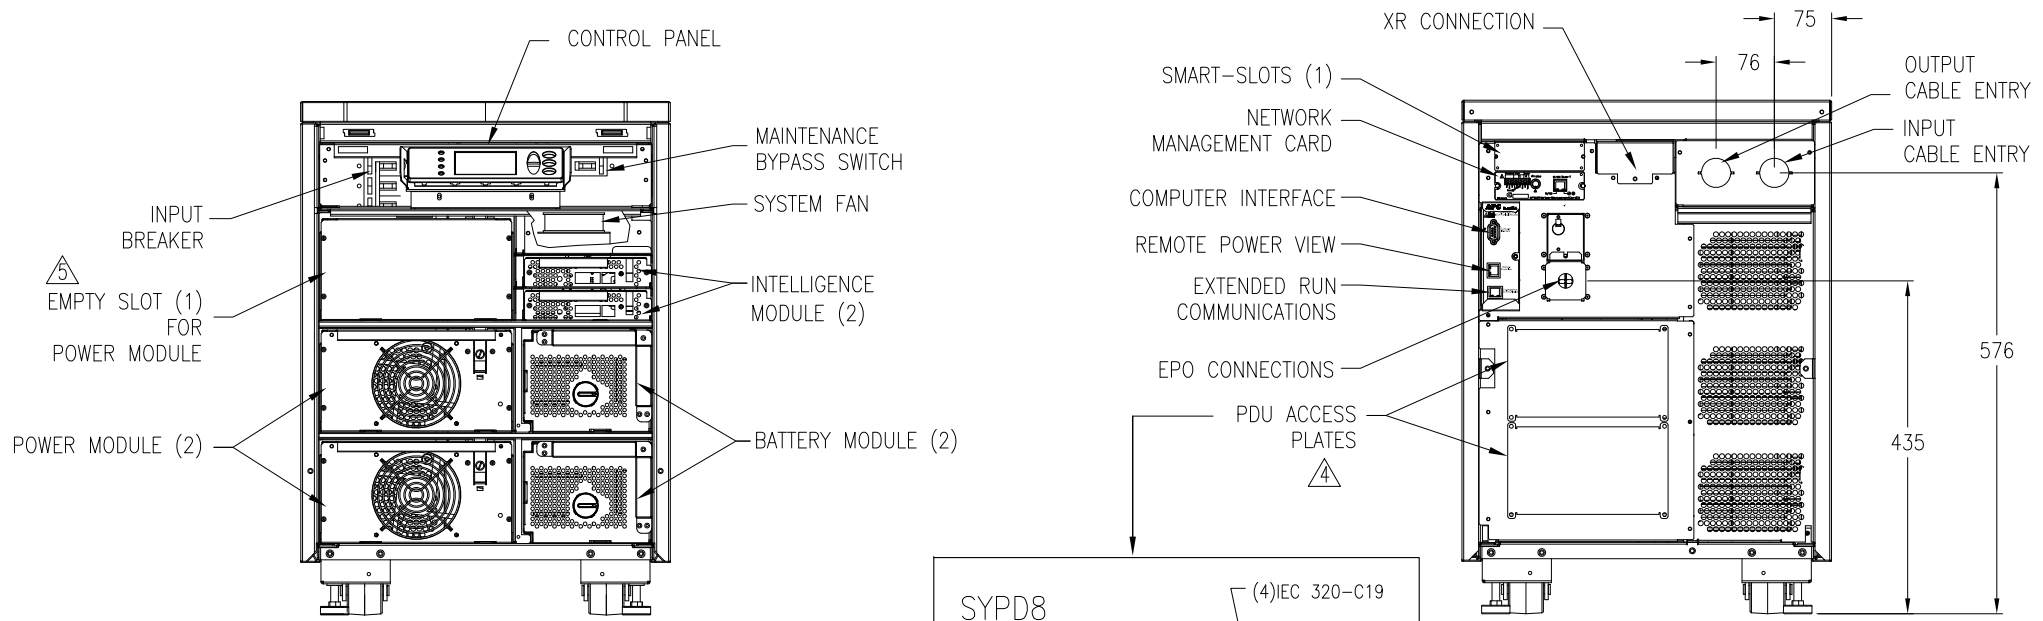 CONTROL PANEL
MAINTENANCE
BYPASS SWITCH
INPUT
BREAKER
SYSTEM FAN
5
EMPTY SLOT (1)
FOR
POWER MODULE
INTELLIGENCE
MODULE (2)
POWER MODULE (2)
BATTERY MODULE (2)
XR CONNECTION
75
76
SMART-SLOTS (1)
OUTPUT
CABLE ENTRY
NETWORK
MANAGEMENT CARD
INPUT
CABLE ENTRY
COMPUTER INTERFACE
APC
REMOTE POWER VIEW
EXTENDED RUN
COMMUNICATIONS
EPO CONNECTIONS
576
PDU ACCESS
PLATES
4
435
SYPD8
(4)IEC 320-C19